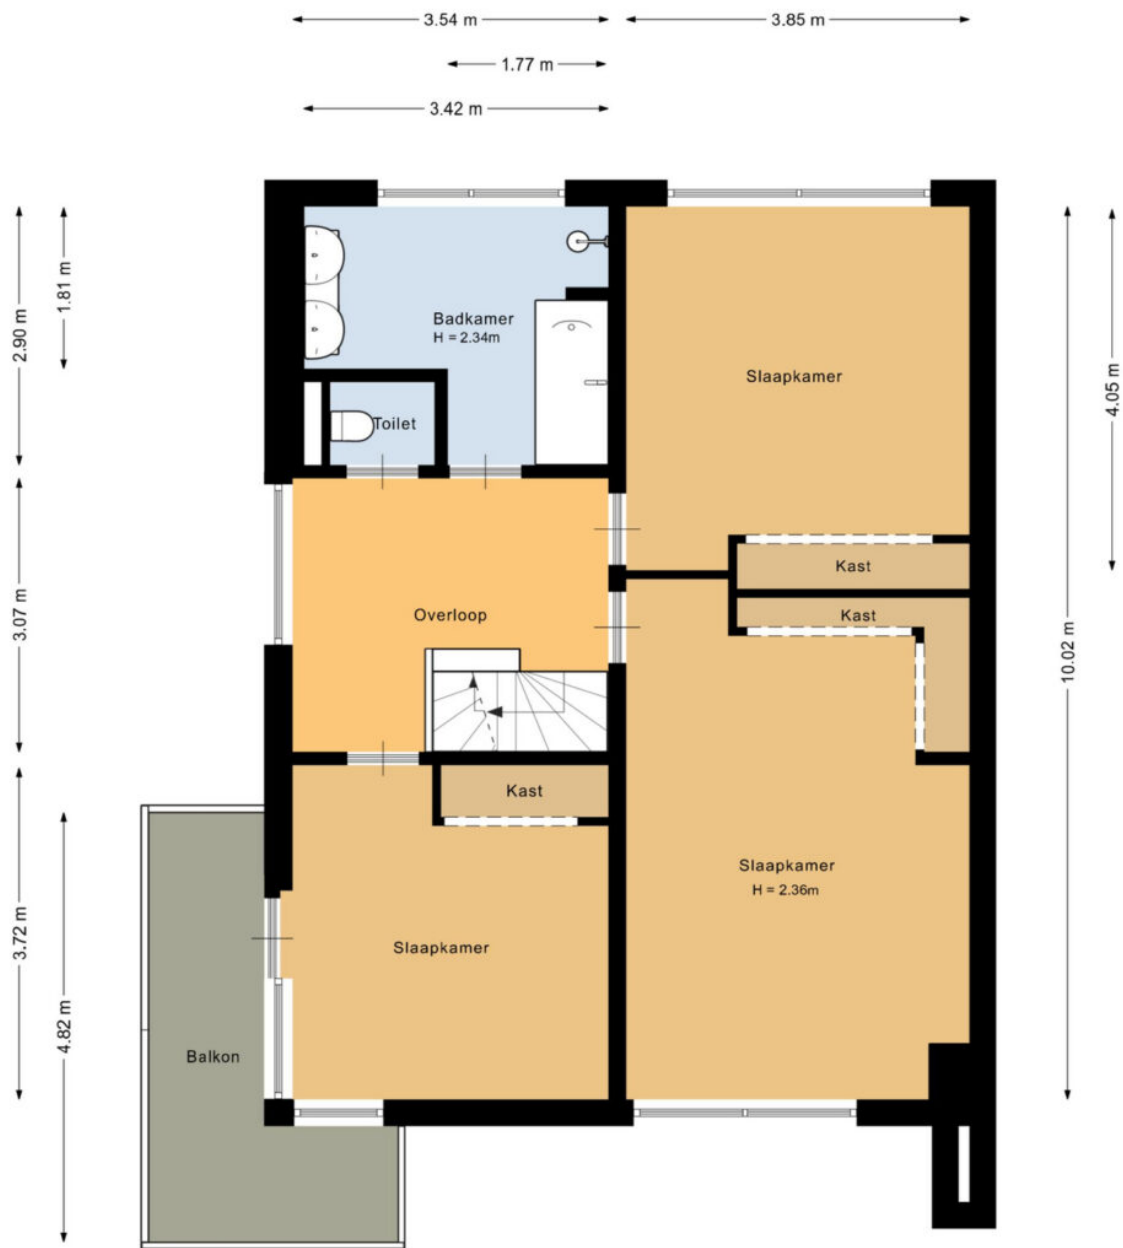 3.54 m
3.85 m
1.77 m
3.42 m
2.90 m
1.81 m
Badkamer
H = 2.34m
Slaapkamer
4.05 m
Toilet
Kast
Overloop
Kast
3.07 m
10.02 m
Kast
Slaapkamer
H = 2.36m
3.72 m
Slaapkamer
4.82 m
Balkon